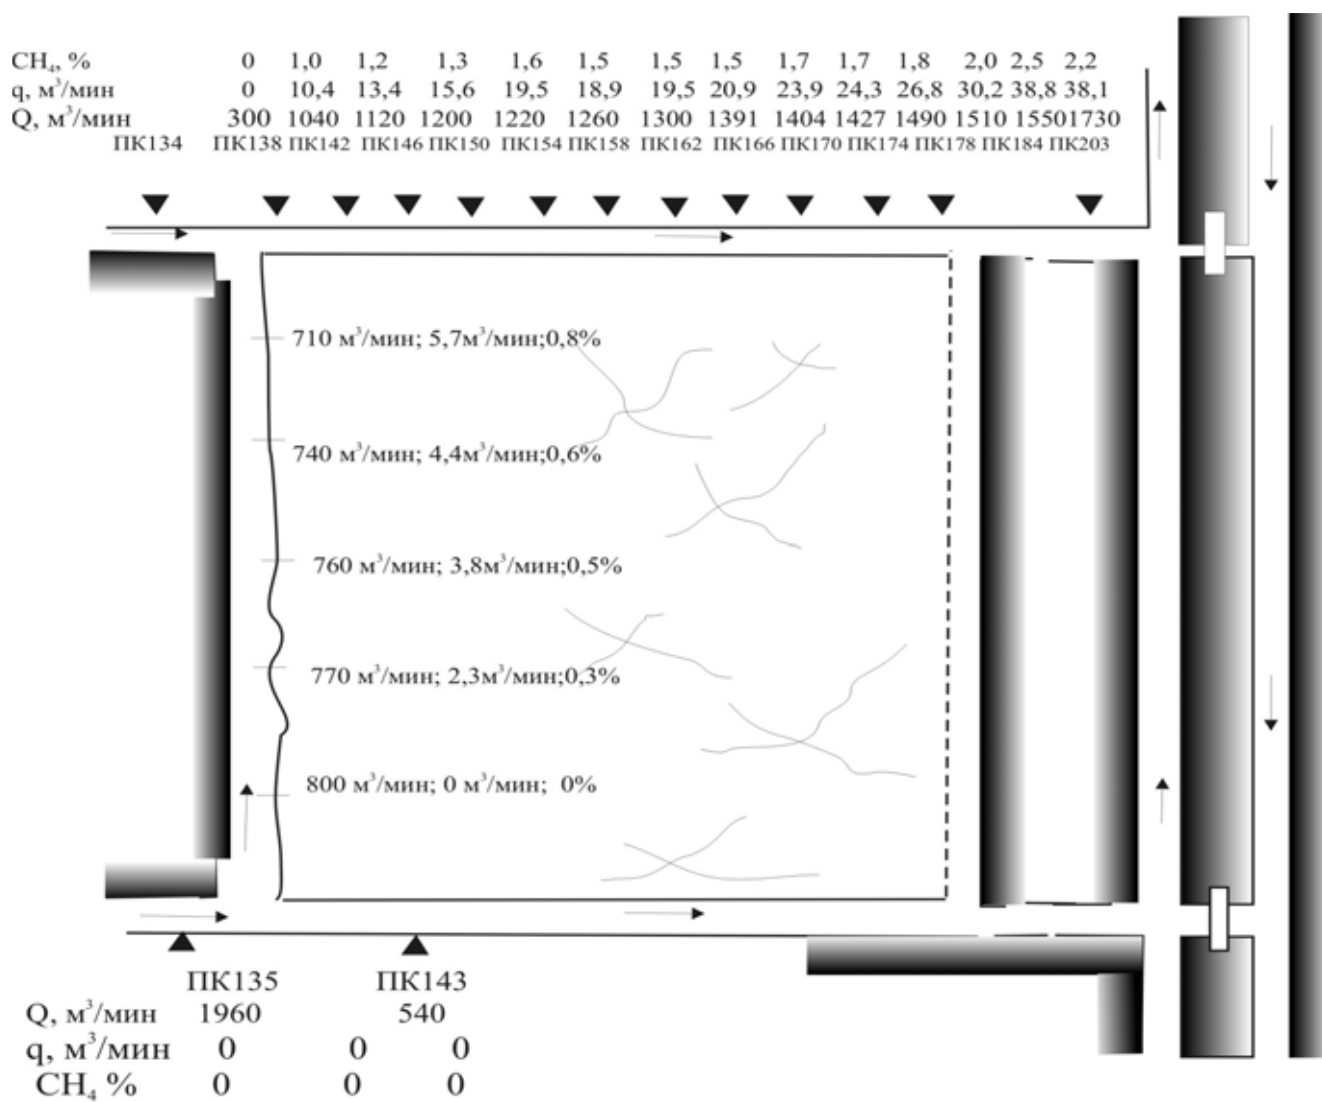 CH₄, % 0 1,0 1,2 1,3 1,6 1,5 1,5 1,5 1,7 1,7 1,8 2,0 2,5 2,2
q, м³/мин 0 10,4 13,4 15,6 19,5 18,9 19,5 20,9 23,9 24,3 26,8 30,2 38,8 38,1
Q, м³/мин 300 1040 1120 1200 1220 1260 1300 1391 1404 1427 1490 1510 1550 1730
ПК134 ПК138 ПК142 ПК146 ПК150 ПК154 ПК158 ПК162 ПК166 ПК170 ПК174 ПК178 ПК184 ПК203
710 м³/мин; 5,7м³/мин;0,8%
740 м³/мин; 4,4м³/мин;0,6%
760 м³/мин; 3,8м³/мин;0,5%
770 м³/мин; 2,3м³/мин;0,3%
800 м³/мин; 0 м³/мин; 0%
ПК135 ПК143
Q, м³/мин 1960 540
q, м³/мин 0 0 0
CH₄ % 0 0 0